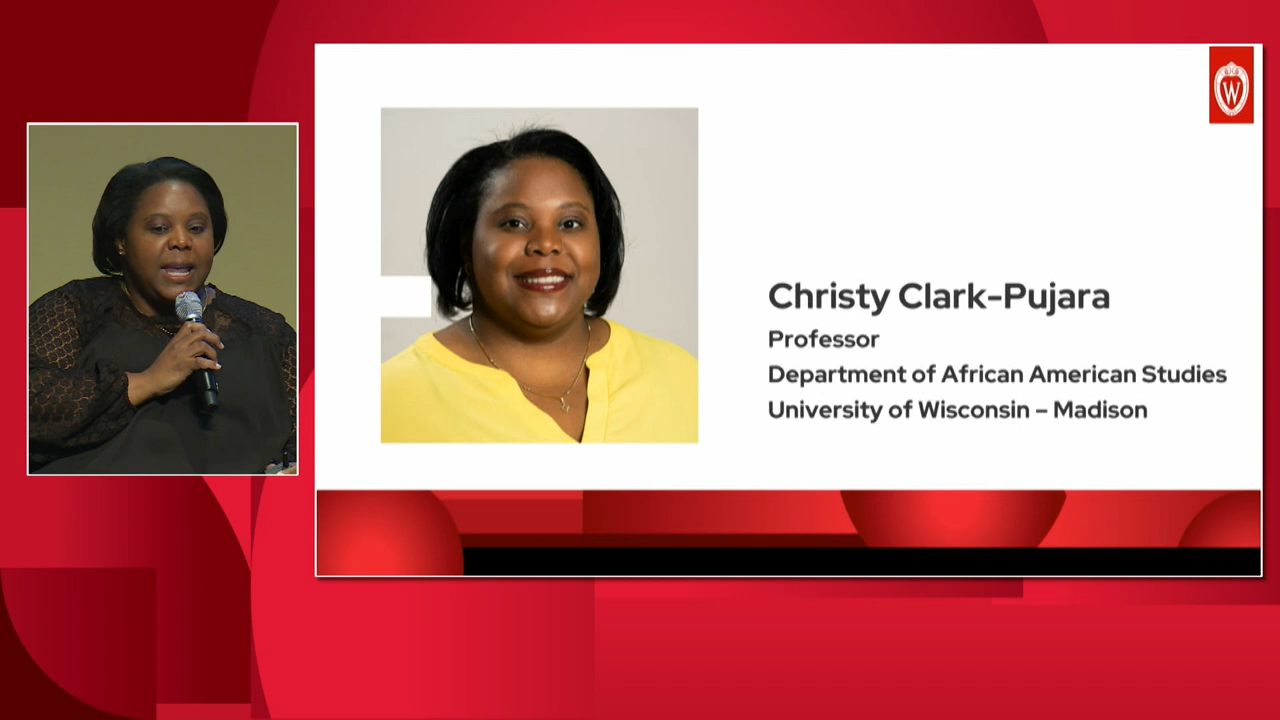 W
Christy Clark-Pujara
Professor
Department of African American Studies
University of Wisconsin – Madison